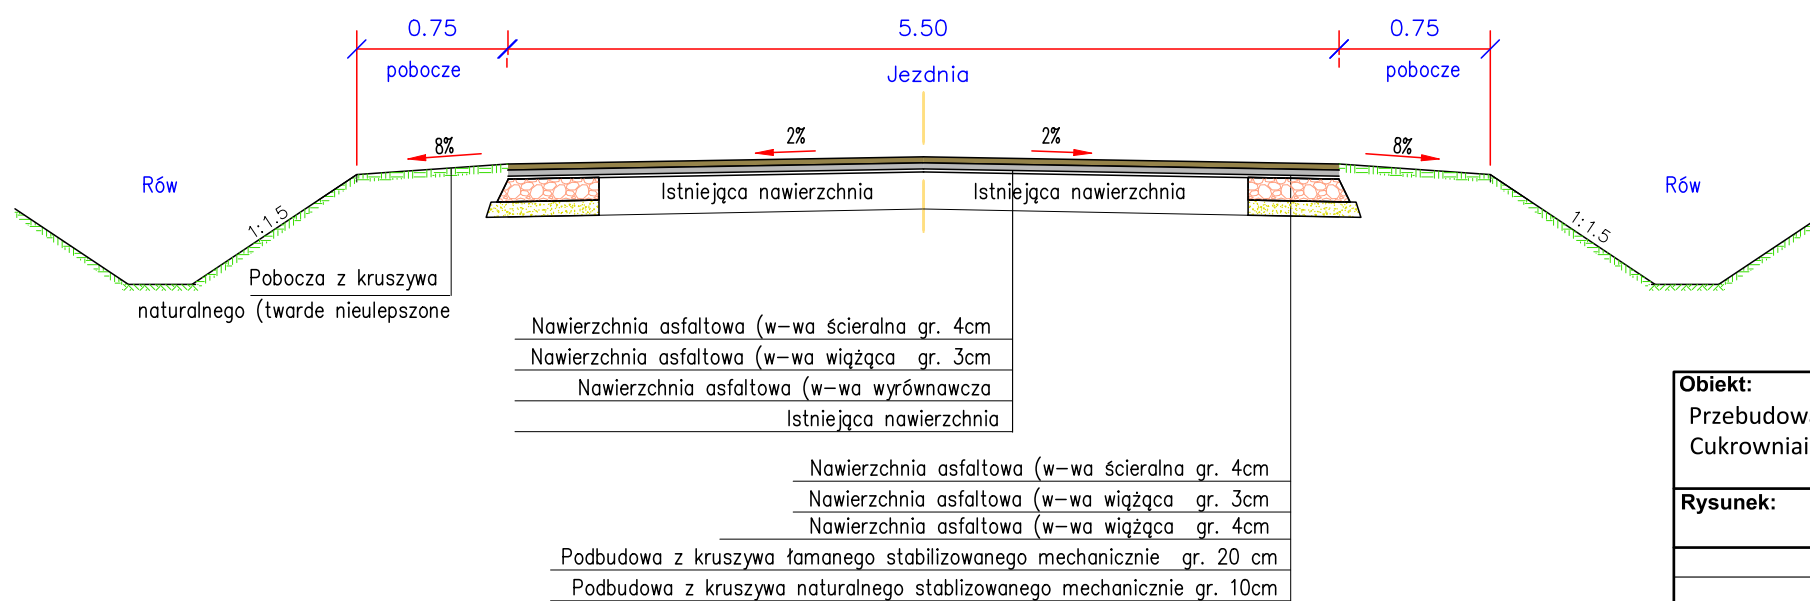 0.75
5.50
0.75
pobocze
Jezdnia
pobocze
8%
2%
2%
8%
Rów
Istniejąca nawierzchnia
Istniejąca nawierzchnia
Rów
1:1.5
1:1.5
Pobocza z kruszywa
naturalnego (twarde nieulepszone
Nawierzchnia asfaltowa (w-wa ścieralna gr. 4cm
Nawierzchnia asfaltowa (w-wa wiążąca gr. 3cm
Nawierzchnia asfaltowa (w-wa wyrównawcza
Istniejąca nawierzchnia
Nawierzchnia asfaltowa (w-wa ścieralna gr. 4cm
Nawierzchnia asfaltowa (w-wa wiążąca gr. 3cm
Nawierzchnia asfaltowa (w-wa wiążąca gr. 4cm
Podbudowa z kruszywa łamanego stabilizowanego mechanicznie gr. 20 cm
Podbudowa z kruszywa naturalnego stablizowanego mechanicznie gr. 10cm
Obiekt:
Przebudowa
Cukrowniai
Rysunek: